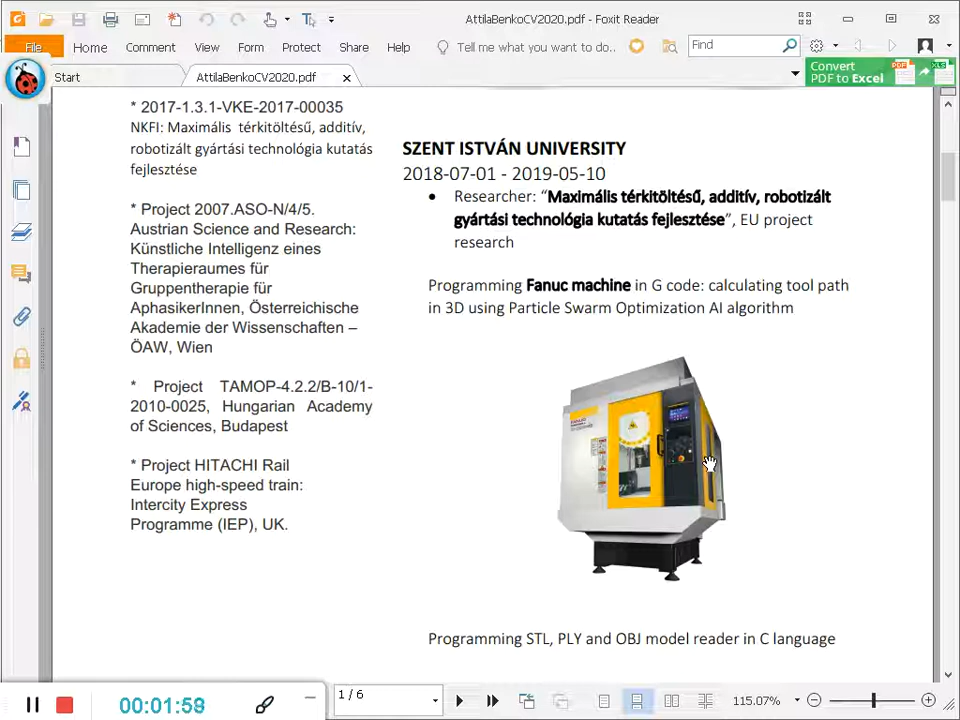 AttilaBenkoCV2020.pdf - Foxit Reader
File Home Comment View Form Protect Share Help Tell me what you want to do.. Find
Start AttilaBenkoCV2020.pdf
Convert
PDF to Excel
* 2017-1.3.1-VKE-2017-00035
NKFI: Maximális térkitöltésű, additív,
robotizált gyártási technológia kutatás
fejlesztése
* Project 2007.ASO-N/4/5.
Austrian Science and Research:
Künstliche Intelligenz eines
Therapieraumes für
Gruppentherapie für
AphasikerInnen, Österreichische
Akademie der Wissenschaften –
ÖAW, Wien
* Project TAMOP-4.2.2/B-10/1-
2010-0025, Hungarian Academy
of Sciences, Budapest
* Project HITACHI Rail
Europe high-speed train:
Intercity Express
Programme (IEP), UK.
SZENT ISTVÁN UNIVERSITY
2018-07-01 - 2019-05-10
• Researcher: “Maximális térkitöltésű, additív, robotizált
gyártási technológia kutatás fejlesztése”, EU project
research
Programming Fanuc machine in G code: calculating tool path
in 3D using Particle Swarm Optimization AI algorithm
Programming STL, PLY and OBJ model reader in C language
00:01:58
1 / 6
115.07%